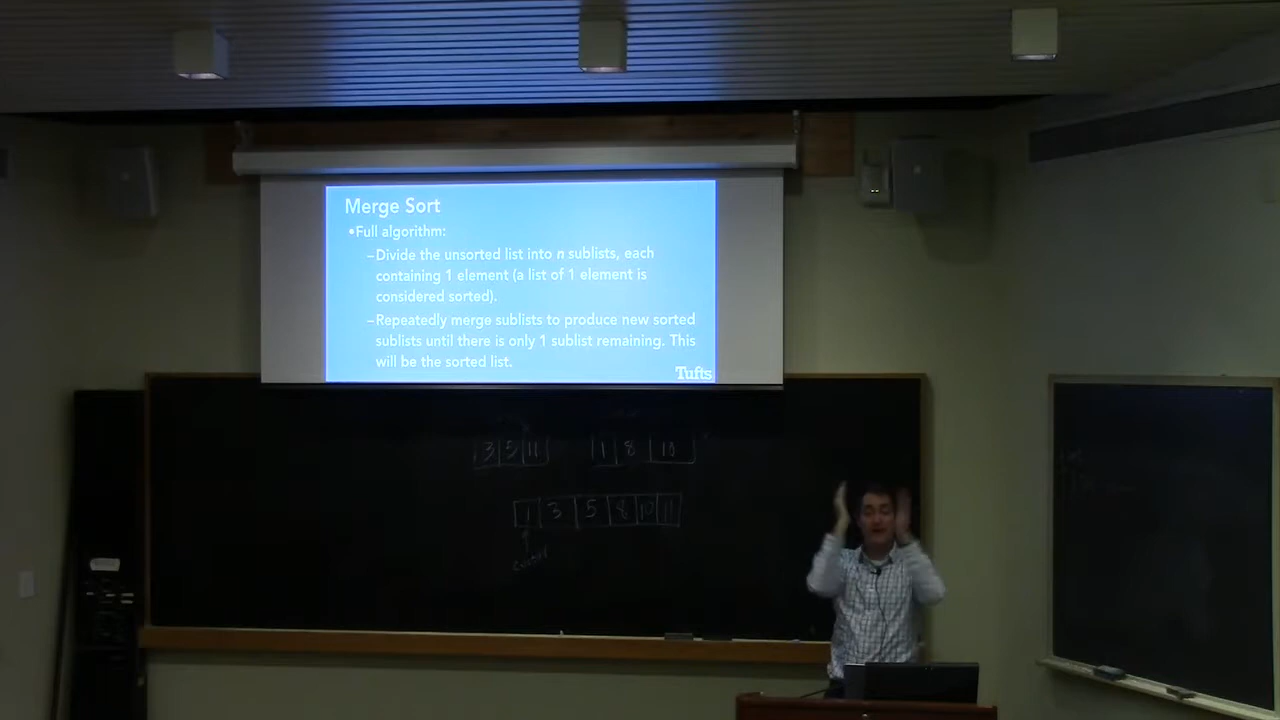 Merge Sort
•Full algorithm:
–Divide the unsorted list into n sublists, each
containing 1 element (a list of 1 element is
considered sorted).
–Repeatedly merge sublists to produce new sorted
sublists until there is only 1 sublist remaining. This
will be the sorted list.
Tufts
3 5 11 1 8 10
1 3 5 8 10 11